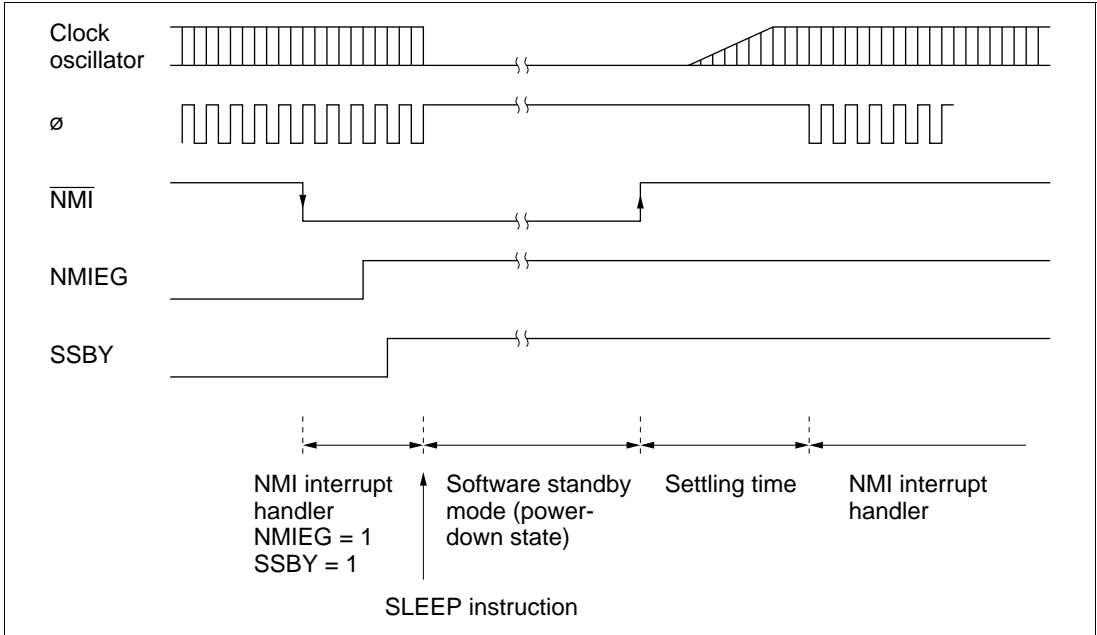 Clock
oscillator
ø
NMI
NMIEG
SSBY
NMI interrupt
handler
NMIEG = 1
SSBY = 1
Software standby
mode (power-
down state)
Settling time
NMI interrupt
handler
SLEEP instruction